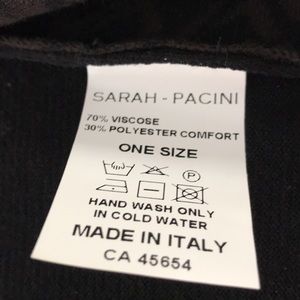 SARAH - PACINI
70% VISCOSE
30% POLYESTER COMFORT
ONE SIZE
P
HAND WASH ONLY
IN COLD WATER
MADE IN ITALY
CA 45654